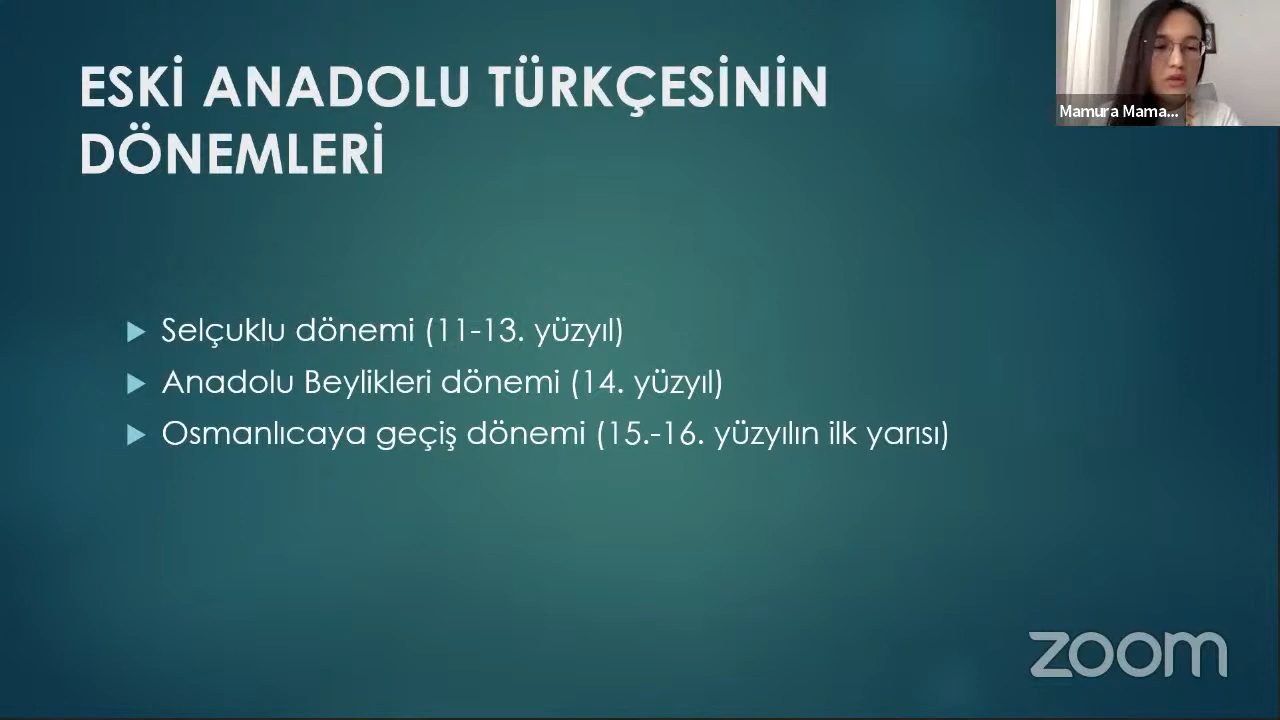 ESKİ ANADOLU TÜRKÇESİNİN
DÖNEMLERİ
Mamura Mama...
Selçuklu dönemi (11-13. yüzyıl)
Anadolu Beylikleri dönemi (14. yüzyıl)
Osmanlıcaya geçiş dönemi (15.-16. yüzyılın ilk yarısı)
zoom